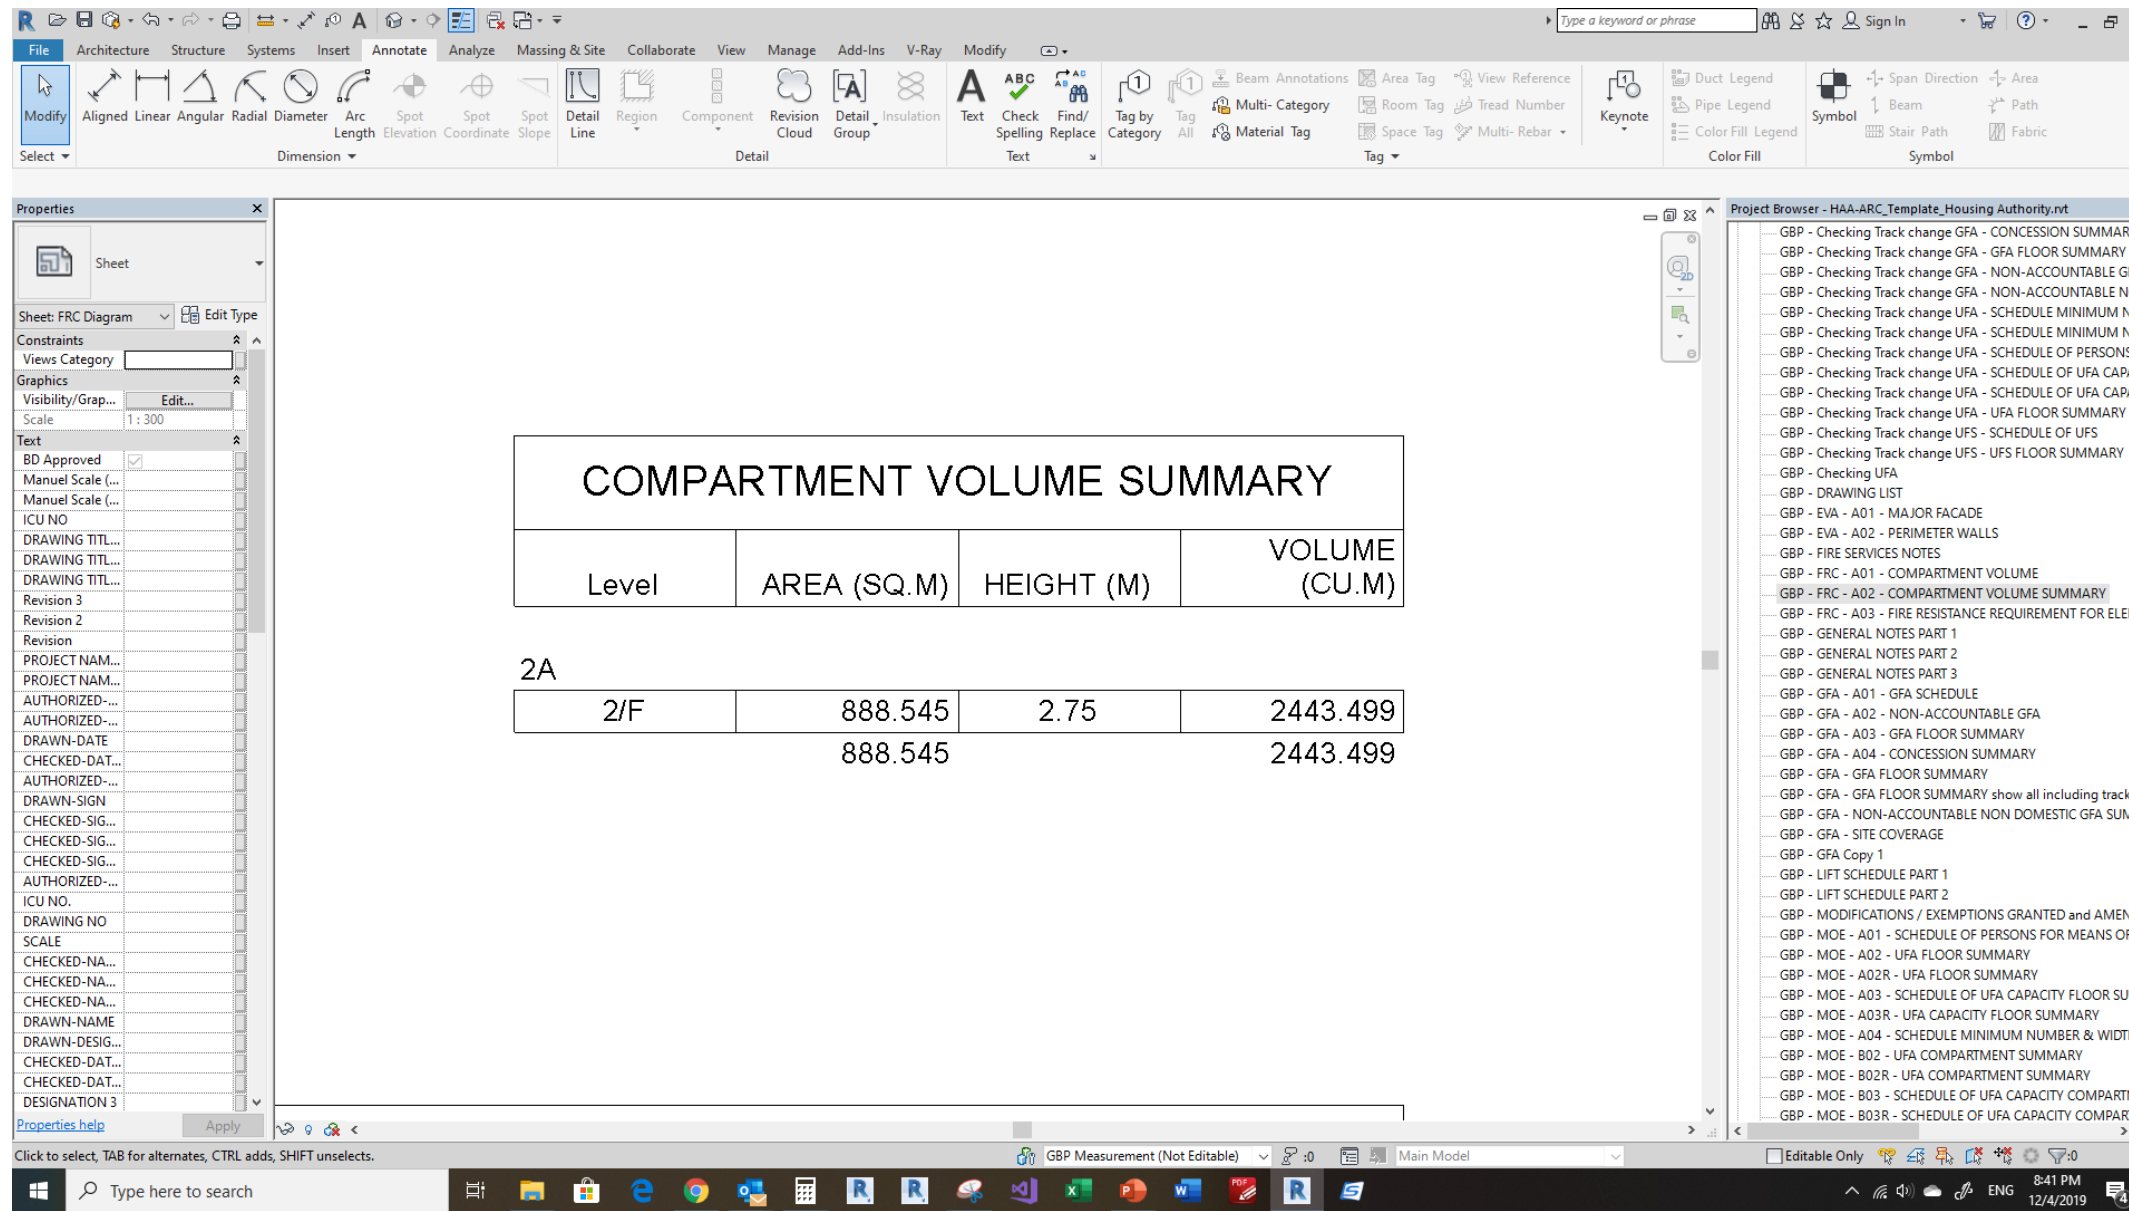 Type a keyword or phrase
Sign In
File Architecture Structure Systems Insert Annotate Analyze Massing & Site Collaborate View Manage Add-Ins V-Ray Modify
Modify Aligned Linear Angular Radial Diameter Arc Length Spot Elevation Spot Coordinate Spot Slope Detail Line Region Component Revision Cloud Detail Group Insulation Text Check Spelling Find/ Replace Tag by Category Tag All
Beam Annotations Area Tag View Reference
Multi- Category Room Tag Tread Number
Material Tag Space Tag Multi- Rebar
Keynote
Duct Legend
Pipe Legend
Color Fill Legend
Symbol
Span Direction Area
Beam Path
Stair Path Fabric
Select Dimension Detail Text Tag Color Fill Symbol
Properties
Sheet
Sheet: FRC Diagram Edit Type
Constraints
Views Category
Graphics
Visibility/Grap... Edit...
Scale 1 : 300
Text
BD Approved
Manuel Scale (...
Manuel Scale (...
ICU NO
DRAWING TITL...
DRAWING TITL...
DRAWING TITL...
Revision 3
Revision 2
Revision
PROJECT NAM...
PROJECT NAM...
AUTHORIZED-...
AUTHORIZED-...
DRAWN-DATE
CHECKED-DAT...
AUTHORIZED-...
DRAWN-SIGN
CHECKED-SIG...
CHECKED-SIG...
CHECKED-SIG...
AUTHORIZED-...
ICU NO.
DRAWING NO
SCALE
CHECKED-NA...
CHECKED-NA...
CHECKED-NA...
DRAWN-NAME
DRAWN-DESIG...
CHECKED-DAT...
CHECKED-DAT...
DESIGNATION 3
Properties help Apply
COMPARTMENT VOLUME SUMMARY
Level AREA (SQ.M) HEIGHT (M) VOLUME (CU.M)
2A
2/F 888.545 2.75 2443.499
888.545 2443.499
Project Browser - HAA-ARC_Template_Housing Authority.rvt
GBP - Checking Track change GFA - CONCESSION SUMMAR
GBP - Checking Track change GFA - GFA FLOOR SUMMARY
GBP - Checking Track change GFA - NON-ACCOUNTABLE G
GBP - Checking Track change GFA - NON-ACCOUNTABLE N
GBP - Checking Track change UFA - SCHEDULE MINIMUM N
GBP - Checking Track change UFA - SCHEDULE MINIMUM N
GBP - Checking Track change UFA - SCHEDULE OF PERSONS
GBP - Checking Track change UFA - SCHEDULE OF UFA CAPA
GBP - Checking Track change UFA - SCHEDULE OF UFA CAPA
GBP - Checking Track change UFA - UFA FLOOR SUMMARY
GBP - Checking Track change UFS - SCHEDULE OF UFS
GBP - Checking Track change UFS - UFS FLOOR SUMMARY
GBP - Checking UFA
GBP - DRAWING LIST
GBP - EVA - A01 - MAJOR FACADE
GBP - EVA - A02 - PERIMETER WALLS
GBP - FIRE SERVICES NOTES
GBP - FRC - A01 - COMPARTMENT VOLUME
GBP - FRC - A02 - COMPARTMENT VOLUME SUMMARY
GBP - FRC - A03 - FIRE RESISTANCE REQUIREMENT FOR ELE
GBP - GENERAL NOTES PART 1
GBP - GENERAL NOTES PART 2
GBP - GENERAL NOTES PART 3
GBP - GFA - A01 - GFA SCHEDULE
GBP - GFA - A02 - NON-ACCOUNTABLE GFA
GBP - GFA - A03 - GFA FLOOR SUMMARY
GBP - GFA - A04 - CONCESSION SUMMARY
GBP - GFA - GFA FLOOR SUMMARY
GBP - GFA - GFA FLOOR SUMMARY show all including track
GBP - GFA - NON-ACCOUNTABLE NON DOMESTIC GFA SUM
GBP - GFA - SITE COVERAGE
GBP - GFA Copy 1
GBP - LIFT SCHEDULE PART 1
GBP - LIFT SCHEDULE PART 2
GBP - MODIFICATIONS / EXEMPTIONS GRANTED and AMEN
GBP - MOE - A01 - SCHEDULE OF PERSONS FOR MEANS OF
GBP - MOE - A02 - UFA FLOOR SUMMARY
GBP - MOE - A02R - UFA FLOOR SUMMARY
GBP - MOE - A03 - SCHEDULE OF UFA CAPACITY FLOOR SU
GBP - MOE - A03R - UFA CAPACITY FLOOR SUMMARY
GBP - MOE - A04 - SCHEDULE MINIMUM NUMBER & WIDT
GBP - MOE - B02 - UFA COMPARTMENT SUMMARY
GBP - MOE - B02R - UFA COMPARTMENT SUMMARY
GBP - MOE - B03 - SCHEDULE OF UFA CAPACITY COMPART
GBP - MOE - B03R - SCHEDULE OF UFA CAPACITY COMPAR
Click to select, TAB for alternates, CTRL adds, SHIFT unselects. GBP Measurement (Not Editable) :0 Main Model Editable Only :0
Type here to search
ENG
8:41 PM
12/4/2019